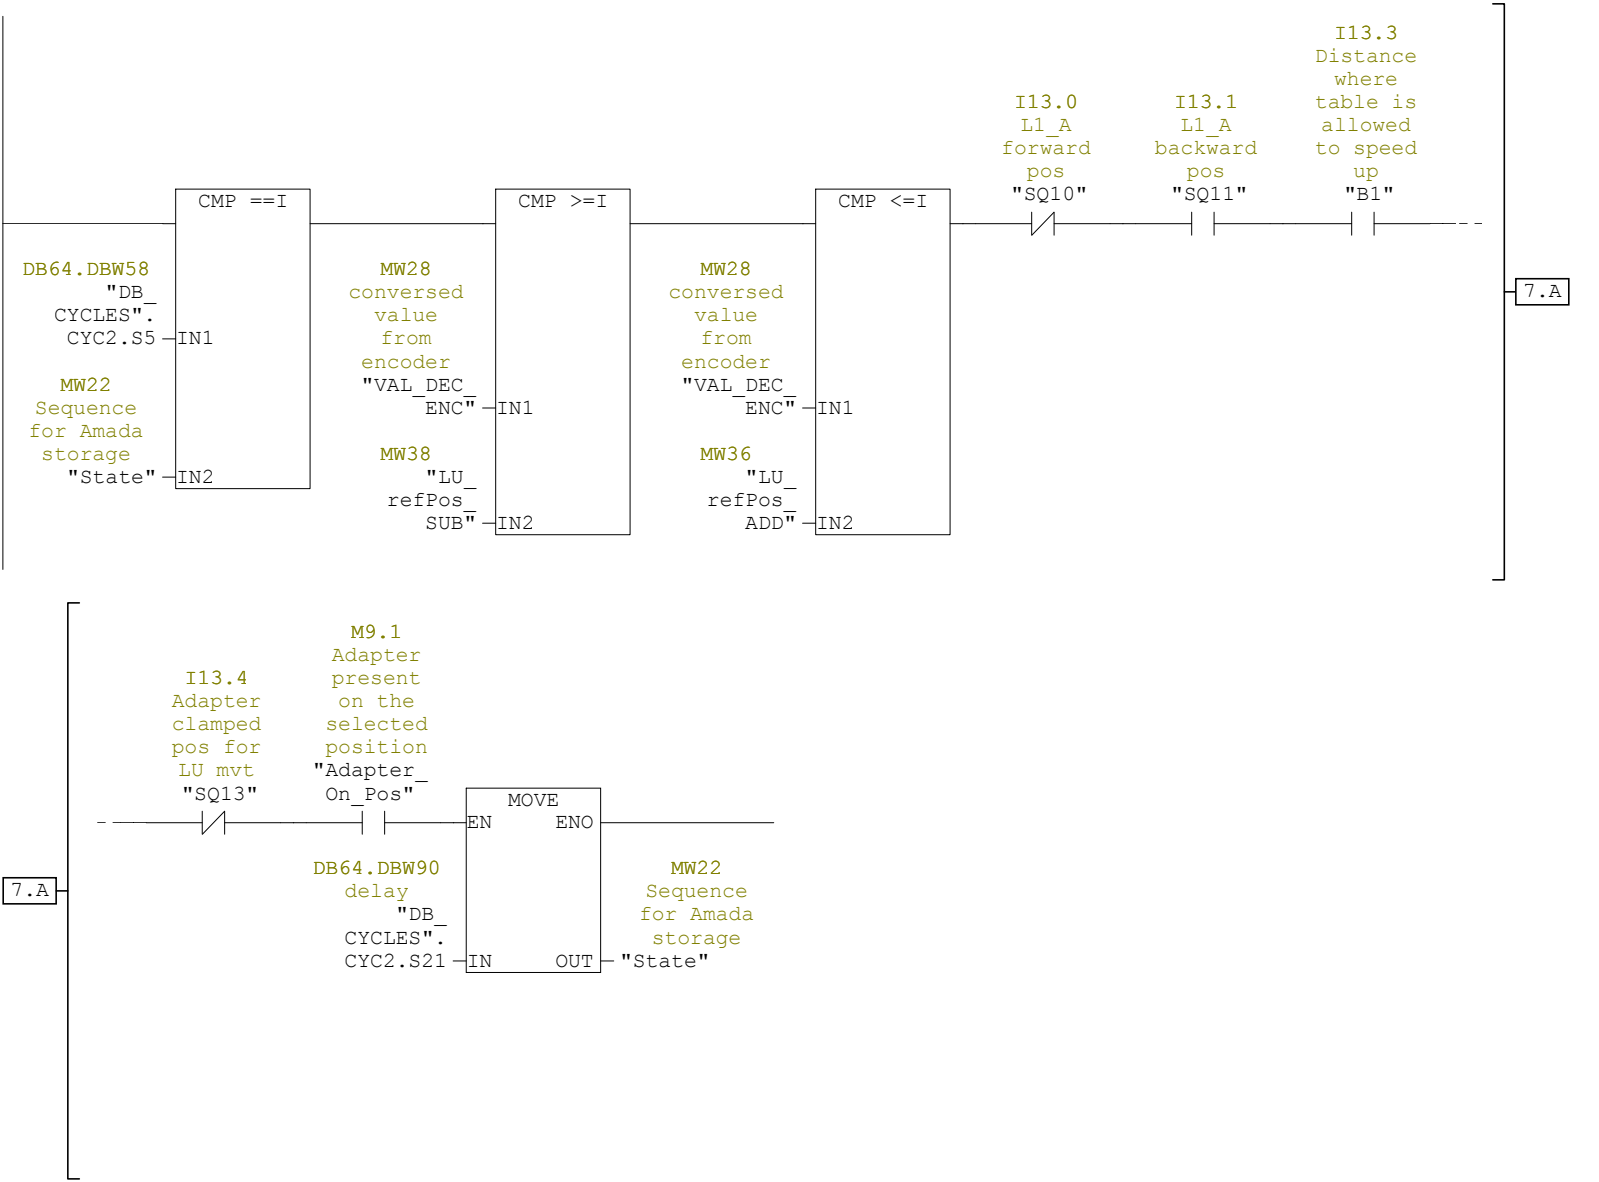 I13.3
Distance
where
table is
allowed
to speed
up
"B1"
I13.0
L1_A
forward
pos
"SQ10"
I13.1
L1_A
backward
pos
"SQ11"
CMP ==I
DB64.DBW58
"DB_
CYCLES".
CYC2.S5
IN1
MW22
Sequence
for Amada
storage
"State"
IN2
CMP >=I
MW28
conversed
value
from
encoder
"VAL_DEC_
ENC"
IN1
MW38
"LU_
refPos_
SUB"
IN2
CMP <=I
MW28
conversed
value
from
encoder
"VAL_DEC_
ENC"
IN1
MW36
"LU_
refPos_
ADD"
IN2
7.A
7.A
I13.4
Adapter
clamped
pos for
LU mvt
"SQ13"
M9.1
Adapter
present
on the
selected
position
"Adapter_
On_Pos"
MOVE
EN ENO
DB64.DBW90
delay
"DB_
CYCLES".
CYC2.S21
IN OUT
MW22
Sequence
for Amada
storage
"State"